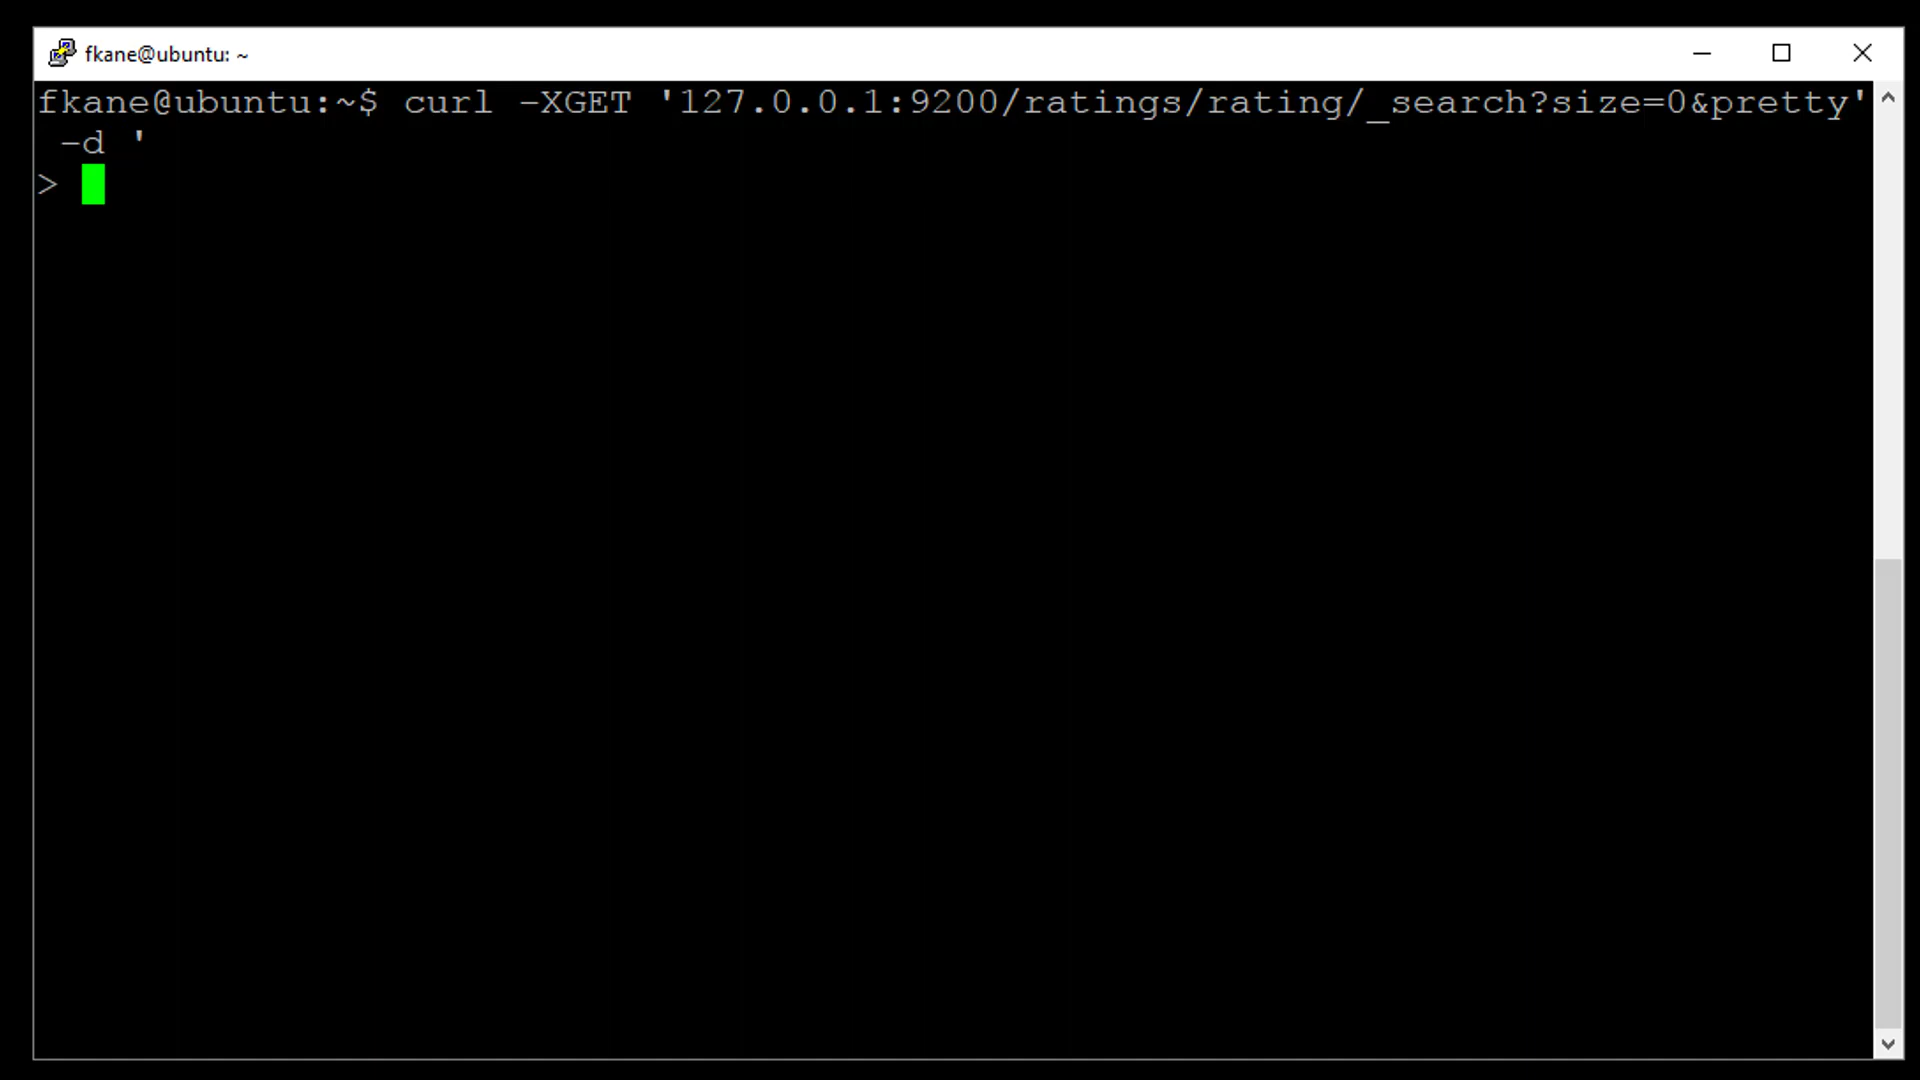 fkane@ubuntu: ~
fkane@ubuntu:~$ curl -XGET '127.0.0.1:9200/ratings/rating/_search?size=0&pretty'
-d '
>